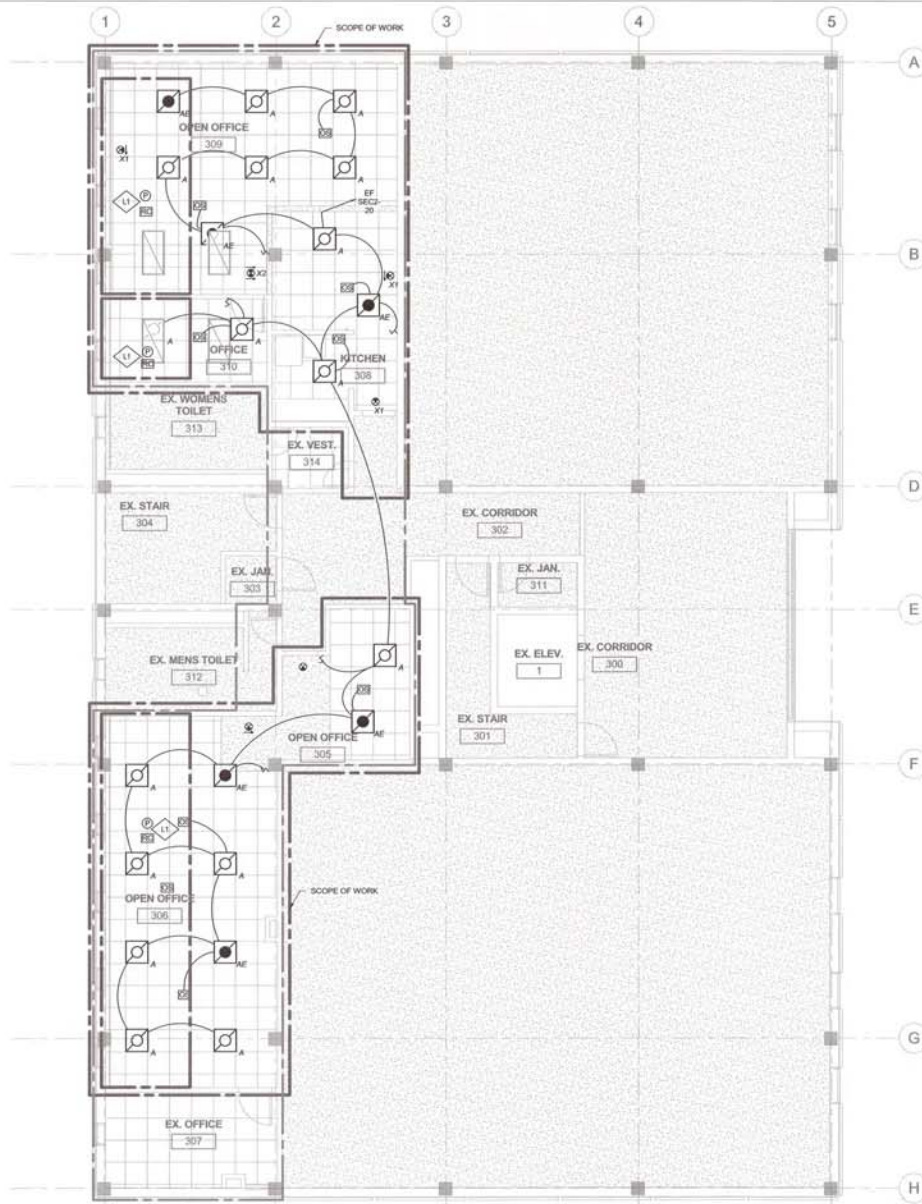 1 2 3 4 5
SCOPE OF WORK
A
AE A A
OPEN OFFICE
309
OS
X1
A A A
EF
SEC2-
20
L1 P
RC
OS
AE A
B
X2 X1
OS
AE
A A
OS OS
L1 P
RC
OFFICE
310
KITCHEN
308
A
X1
EX. WOMENS
TOILET
313
EX. VEST.
314
D
EX. STAIR
304
EX. CORRIDOR
302
EX. JAN.
303
EX. JAN.
311
E
EX. MENS TOILET
312
A
EX. ELEV.
1
EX. CORRIDOR
300
OS
EX. STAIR
301
OPEN OFFICE
305
AE
F
A AE
P
RC
L1
A A
OS
OPEN OFFICE
306
SCOPE OF WORK
A AE
G
A A
EX. OFFICE
307
H